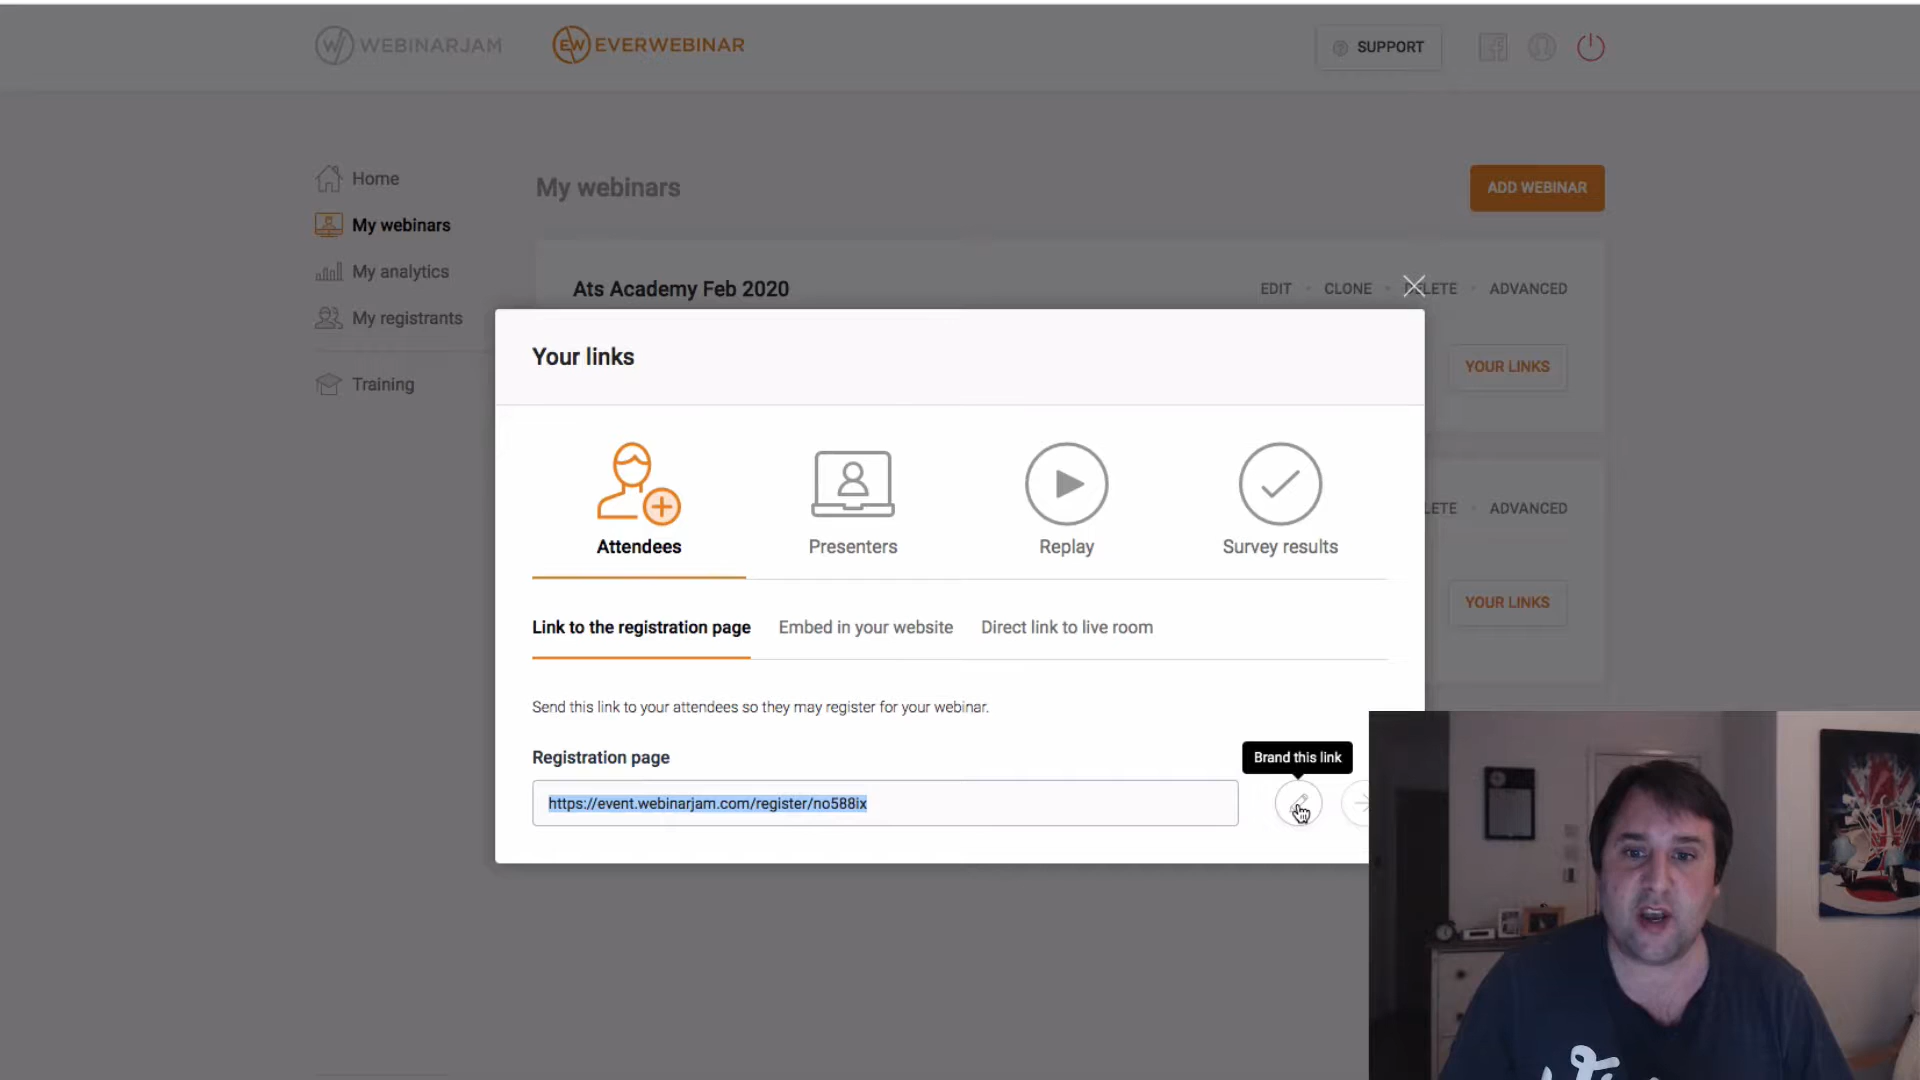 WEBINARJAM
EVERWEBINAR
SUPPORT
Home
My webinars
ADD WEBINAR
My webinars
My analytics
Ats Academy Feb 2020
EDIT
CLONE
DELETE
ADVANCED
My registrants
Your links
YOUR LINKS
Training
ADVANCED
Attendees
Presenters
Replay
Survey results
YOUR LINKS
Link to the registration page
Embed in your website
Direct link to live room
Send this link to your attendees so they may register for your webinar.
Registration page
Brand this link
https://event.webinarjam.com/register/no588ix